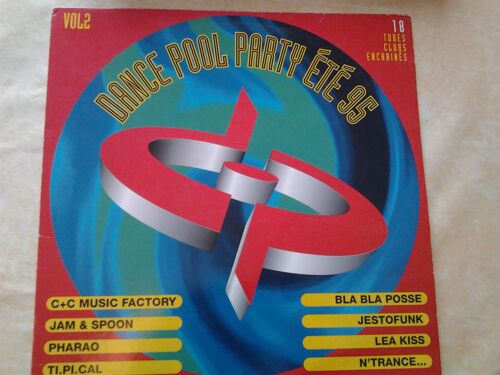 VOL2
18
TUBES
CLUBS
ENCHAINÉS
DANCE POOL PARTY ÉTÉ 95
C+C MUSIC FACTORY
JAM & SPOON
PHARAO
TI.PI.CAL
BLA BLA POSSE
JESTOFUNK
LEA KISS
N'TRANCE...